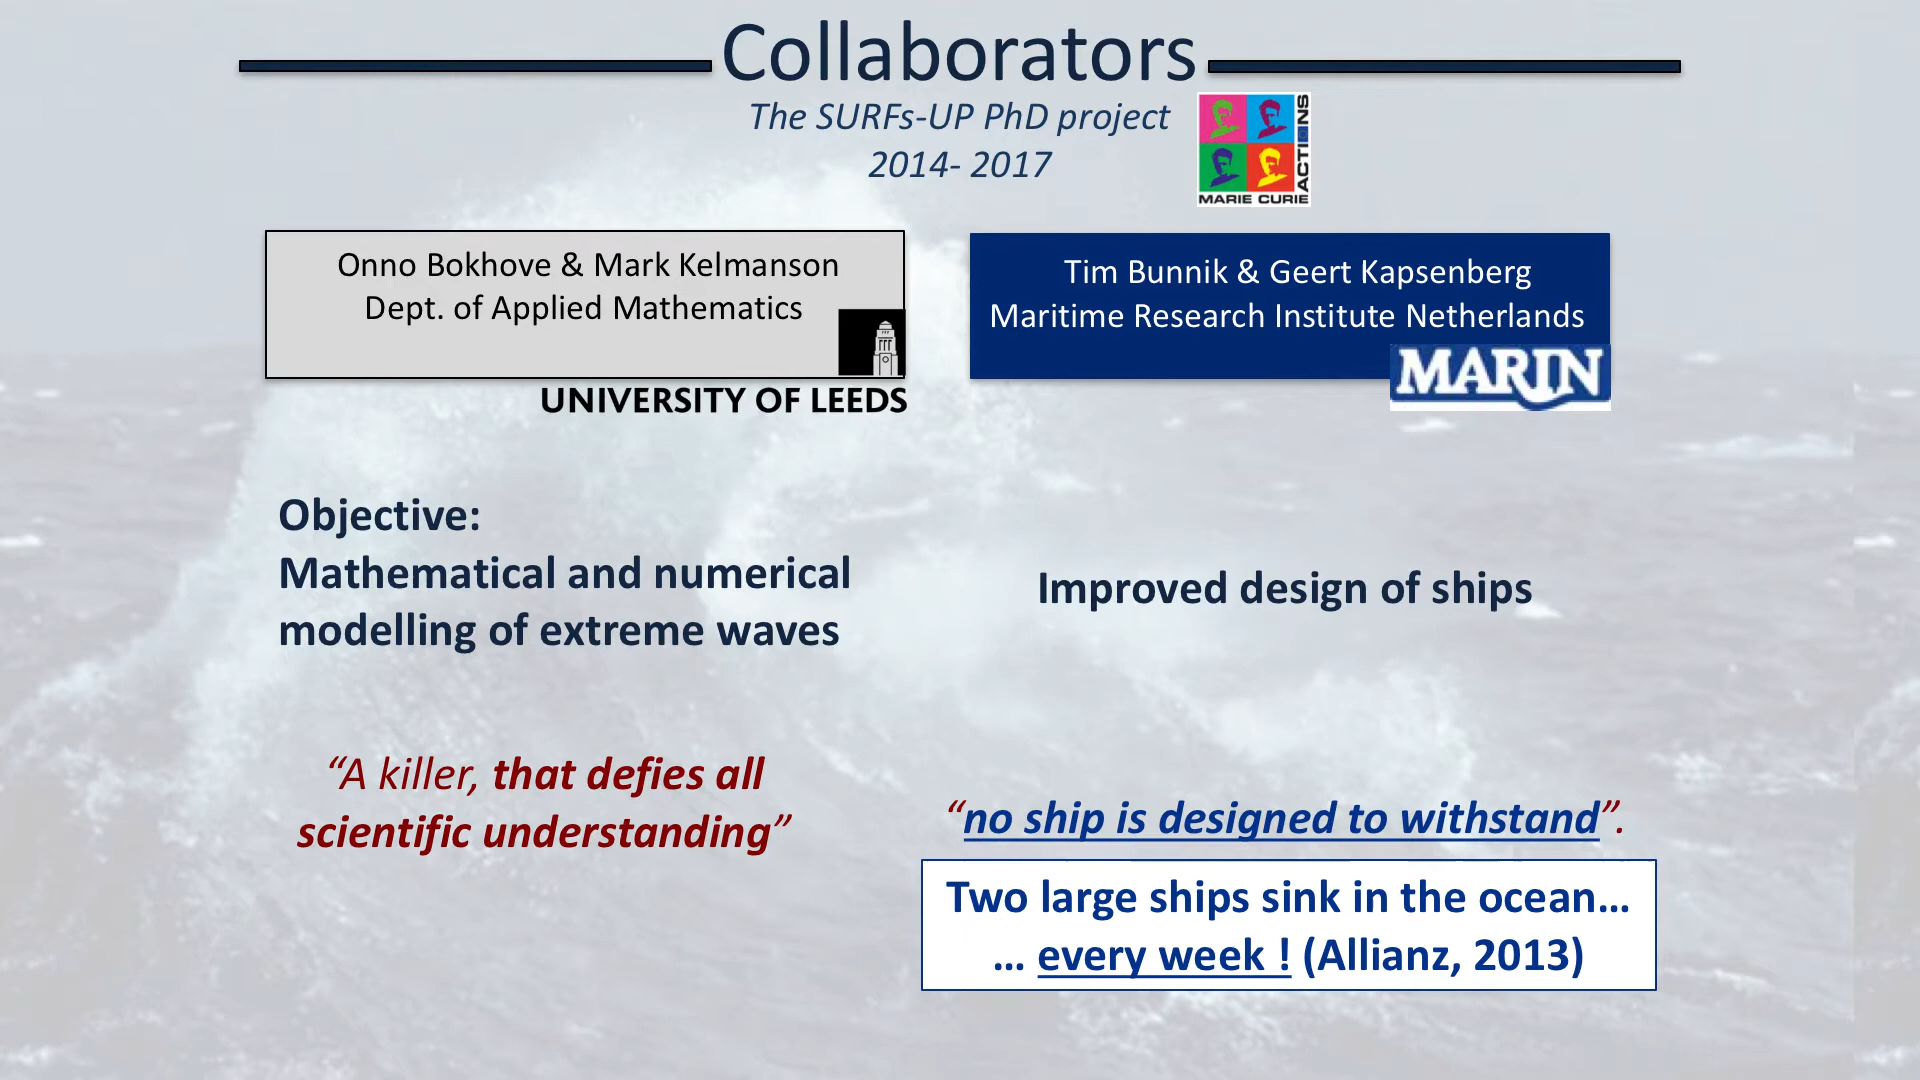 Collaborators
The SURFs-UP PhD project
2014- 2017
MARIE CURIE
ACTIONS
Onno Bokhove & Mark Kelmanson
Dept. of Applied Mathematics
UNIVERSITY OF LEEDS
Tim Bunnik & Geert Kapsenberg
Maritime Research Institute Netherlands
MARIN
Objective:
Mathematical and numerical
modelling of extreme waves
Improved design of ships
“A killer, that defies all
scientific understanding”
“no ship is designed to withstand”.
Two large ships sink in the ocean…
… every week ! (Allianz, 2013)